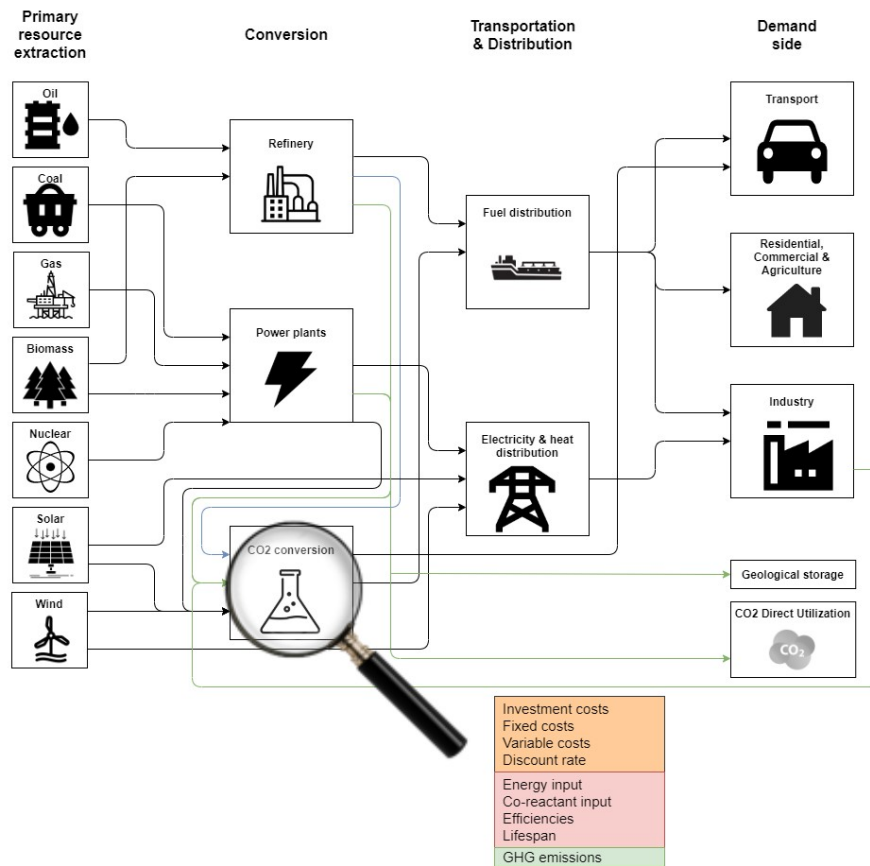 Primary
resource
extraction
Conversion
Transportation
& Distribution
Demand
side
Oil
Coal
Gas
Biomass
Nuclear
Solar
Wind
Refinery
Power plants
CO2 conversion
Fuel distribution
Electricity & heat
distribution
Transport
Residential,
Commercial &
Agriculture
Industry
Geological storage
CO2 Direct Utilization
CO₂
Investment costs
Fixed costs
Variable costs
Discount rate
Energy input
Co-reactant input
Efficiencies
Lifespan
GHG emissions